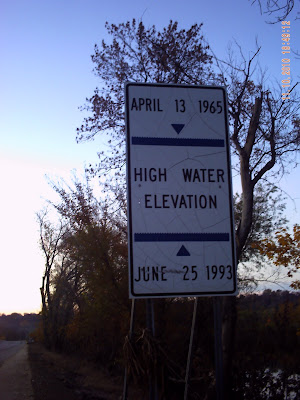 APRIL 13 1965
HIGH WATER
ELEVATION
JUNE 25 1993